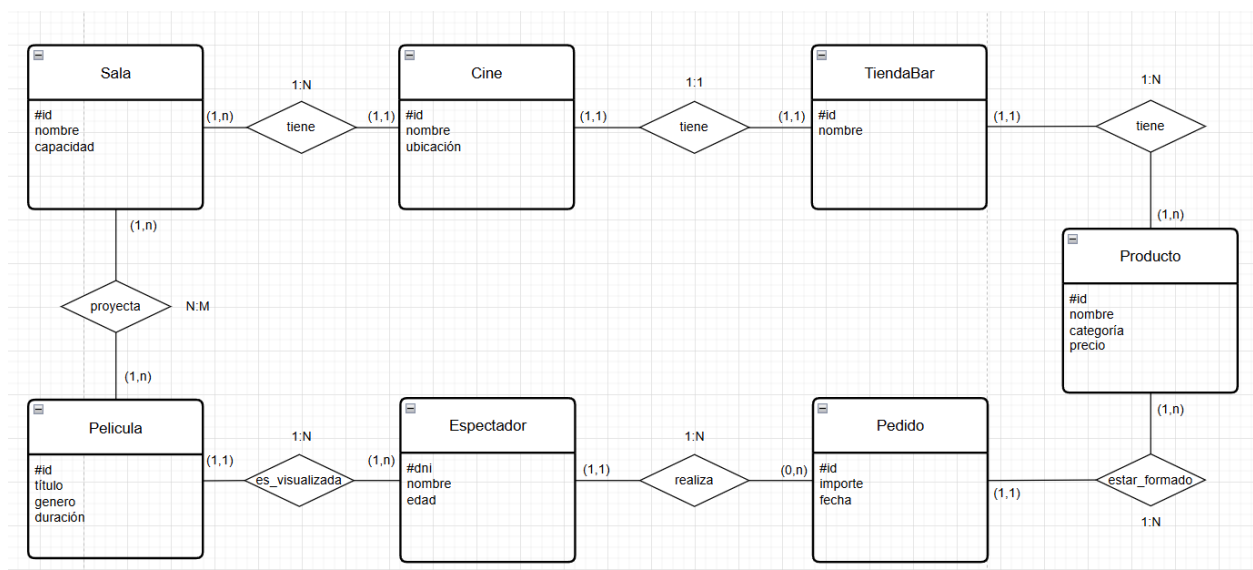 Sala
#id
nombre
capacidad
(1,n)
1:N
tiene
(1,1)
Cine
#id
nombre
ubicación
(1,1)
1:1
tiene
(1,1)
TiendaBar
#id
nombre
(1,1)
1:N
tiene
(1,n)
Producto
#id
nombre
categoría
precio
(1,n)
proyecta
N:M
(1,n)
Pelicula
#id
título
genero
duración
(1,1)
1:N
es_visualizada
(1,n)
Espectador
#dni
nombre
edad
(1,1)
1:N
realiza
(0,n)
Pedido
#id
importe
fecha
(1,1)
(1,n)
estar_formado
1:N